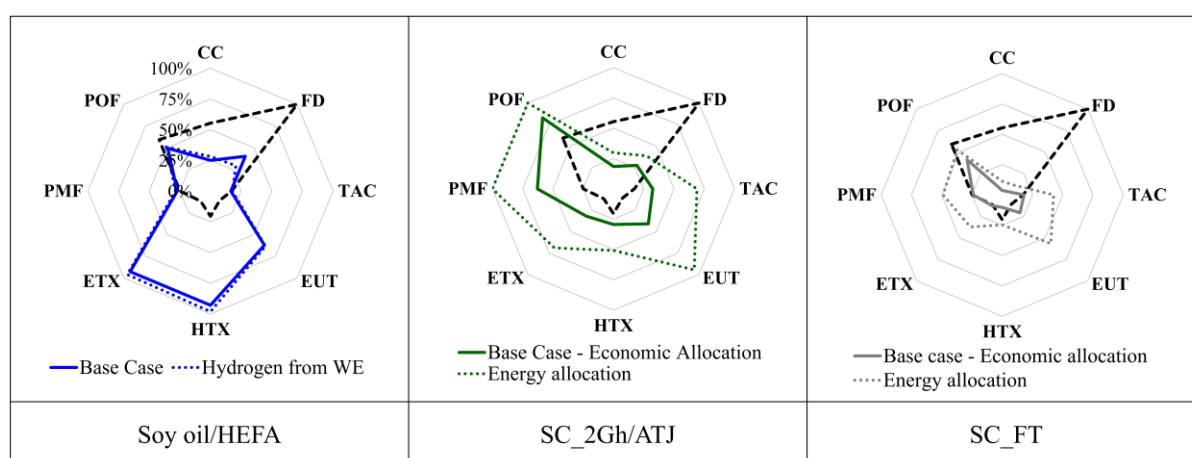 CC
100%
POF
75%
FD
50%
25%
PMF
0%
TAC
ETX
EUT
HTX
Base Case
Hydrogen from WE
CC
POF
FD
PMF
TAC
ETX
EUT
HTX
Base Case - Economic Allocation
Energy allocation
CC
POF
FD
PMF
TAC
ETX
EUT
HTX
Base case - Economic allocation
Energy allocation
Soy oil/HEFA
SC_2Gh/ATJ
SC_FT